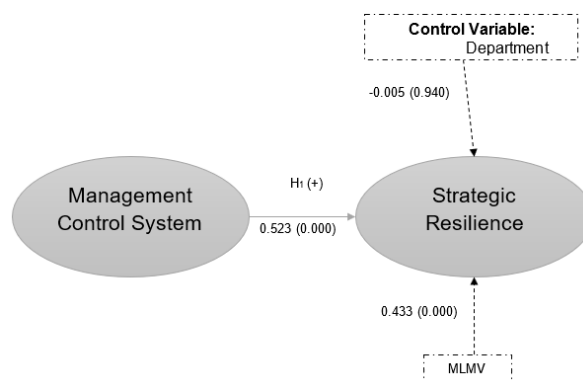 Control Variable:
Department
-0.005 (0.940)
Management
Control System
H1 (+)
0.523 (0.000)
Strategic
Resilience
0.433 (0.000)
MLMV